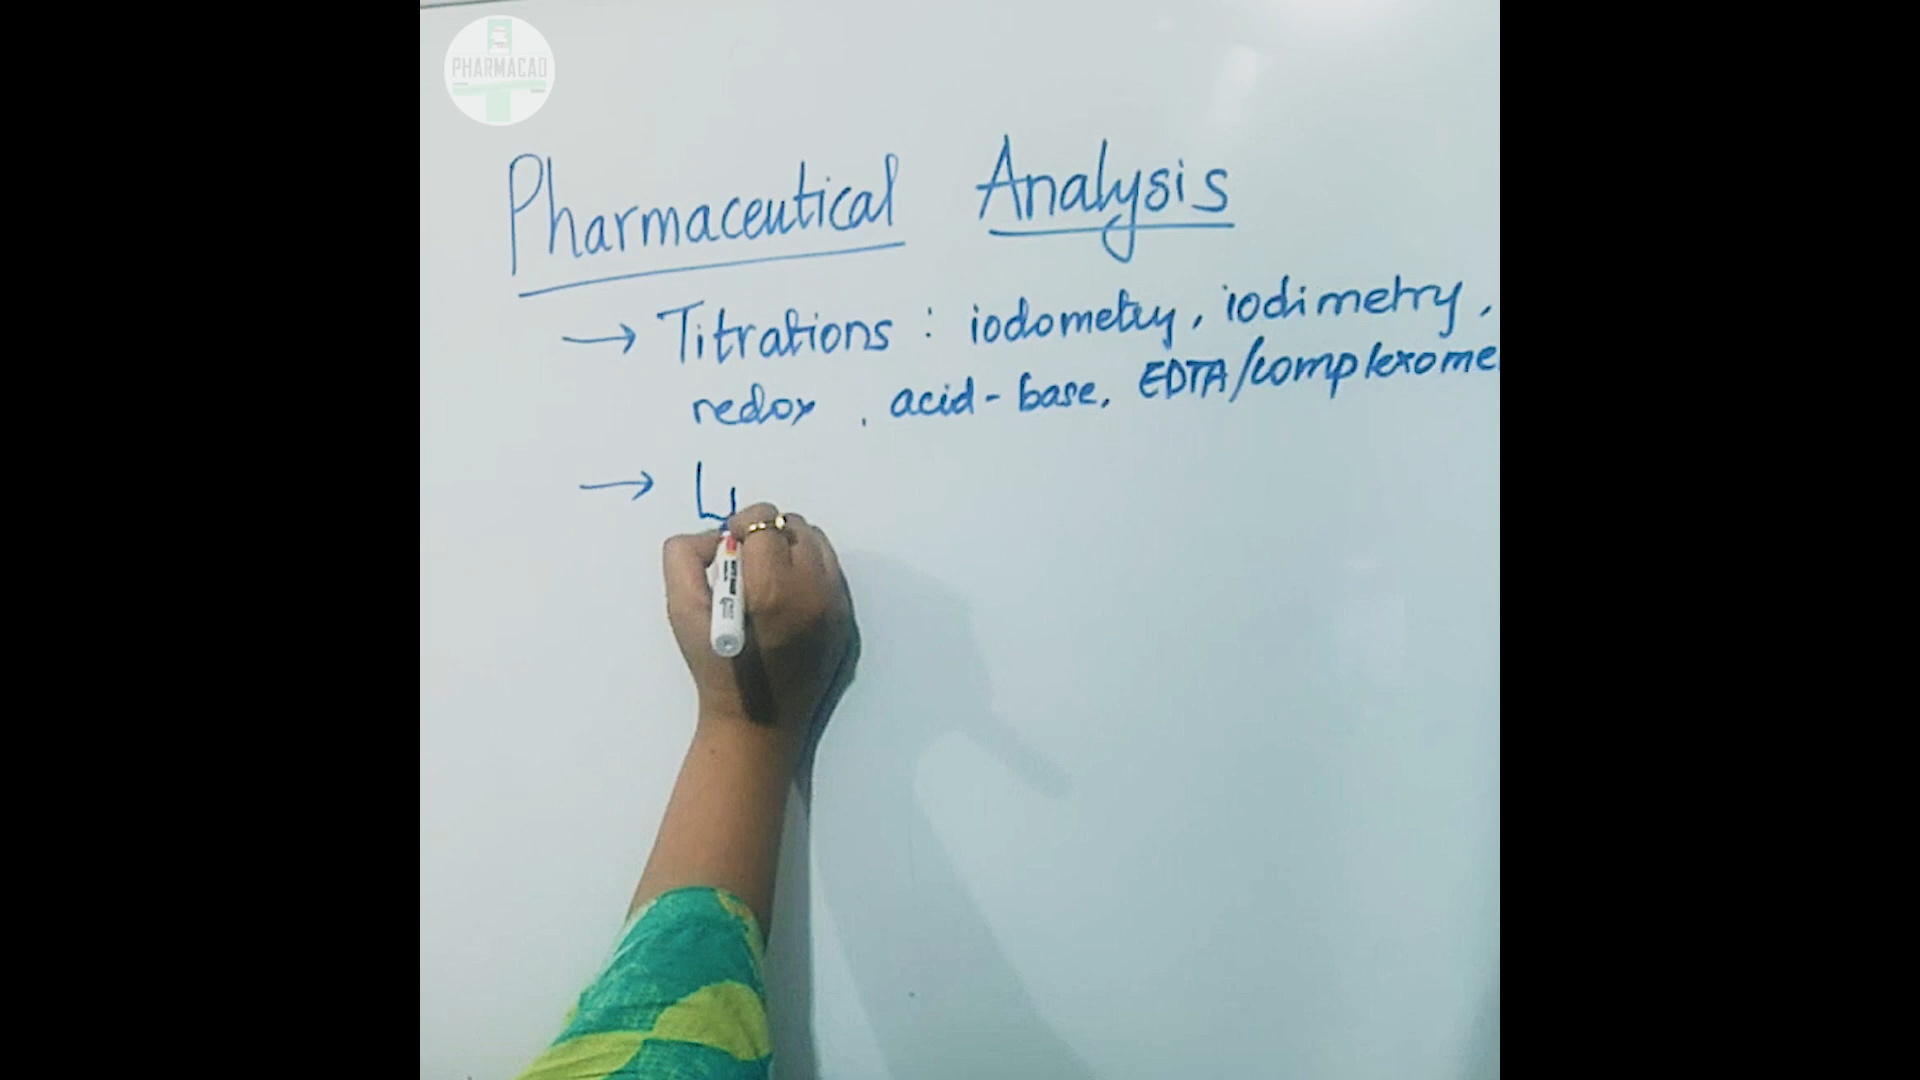 PHARMACAD
Pharmaceutical Analysis
→ Titrations : iodometry, iodimetry,
redox , acid-base, EDTA/complexome
→